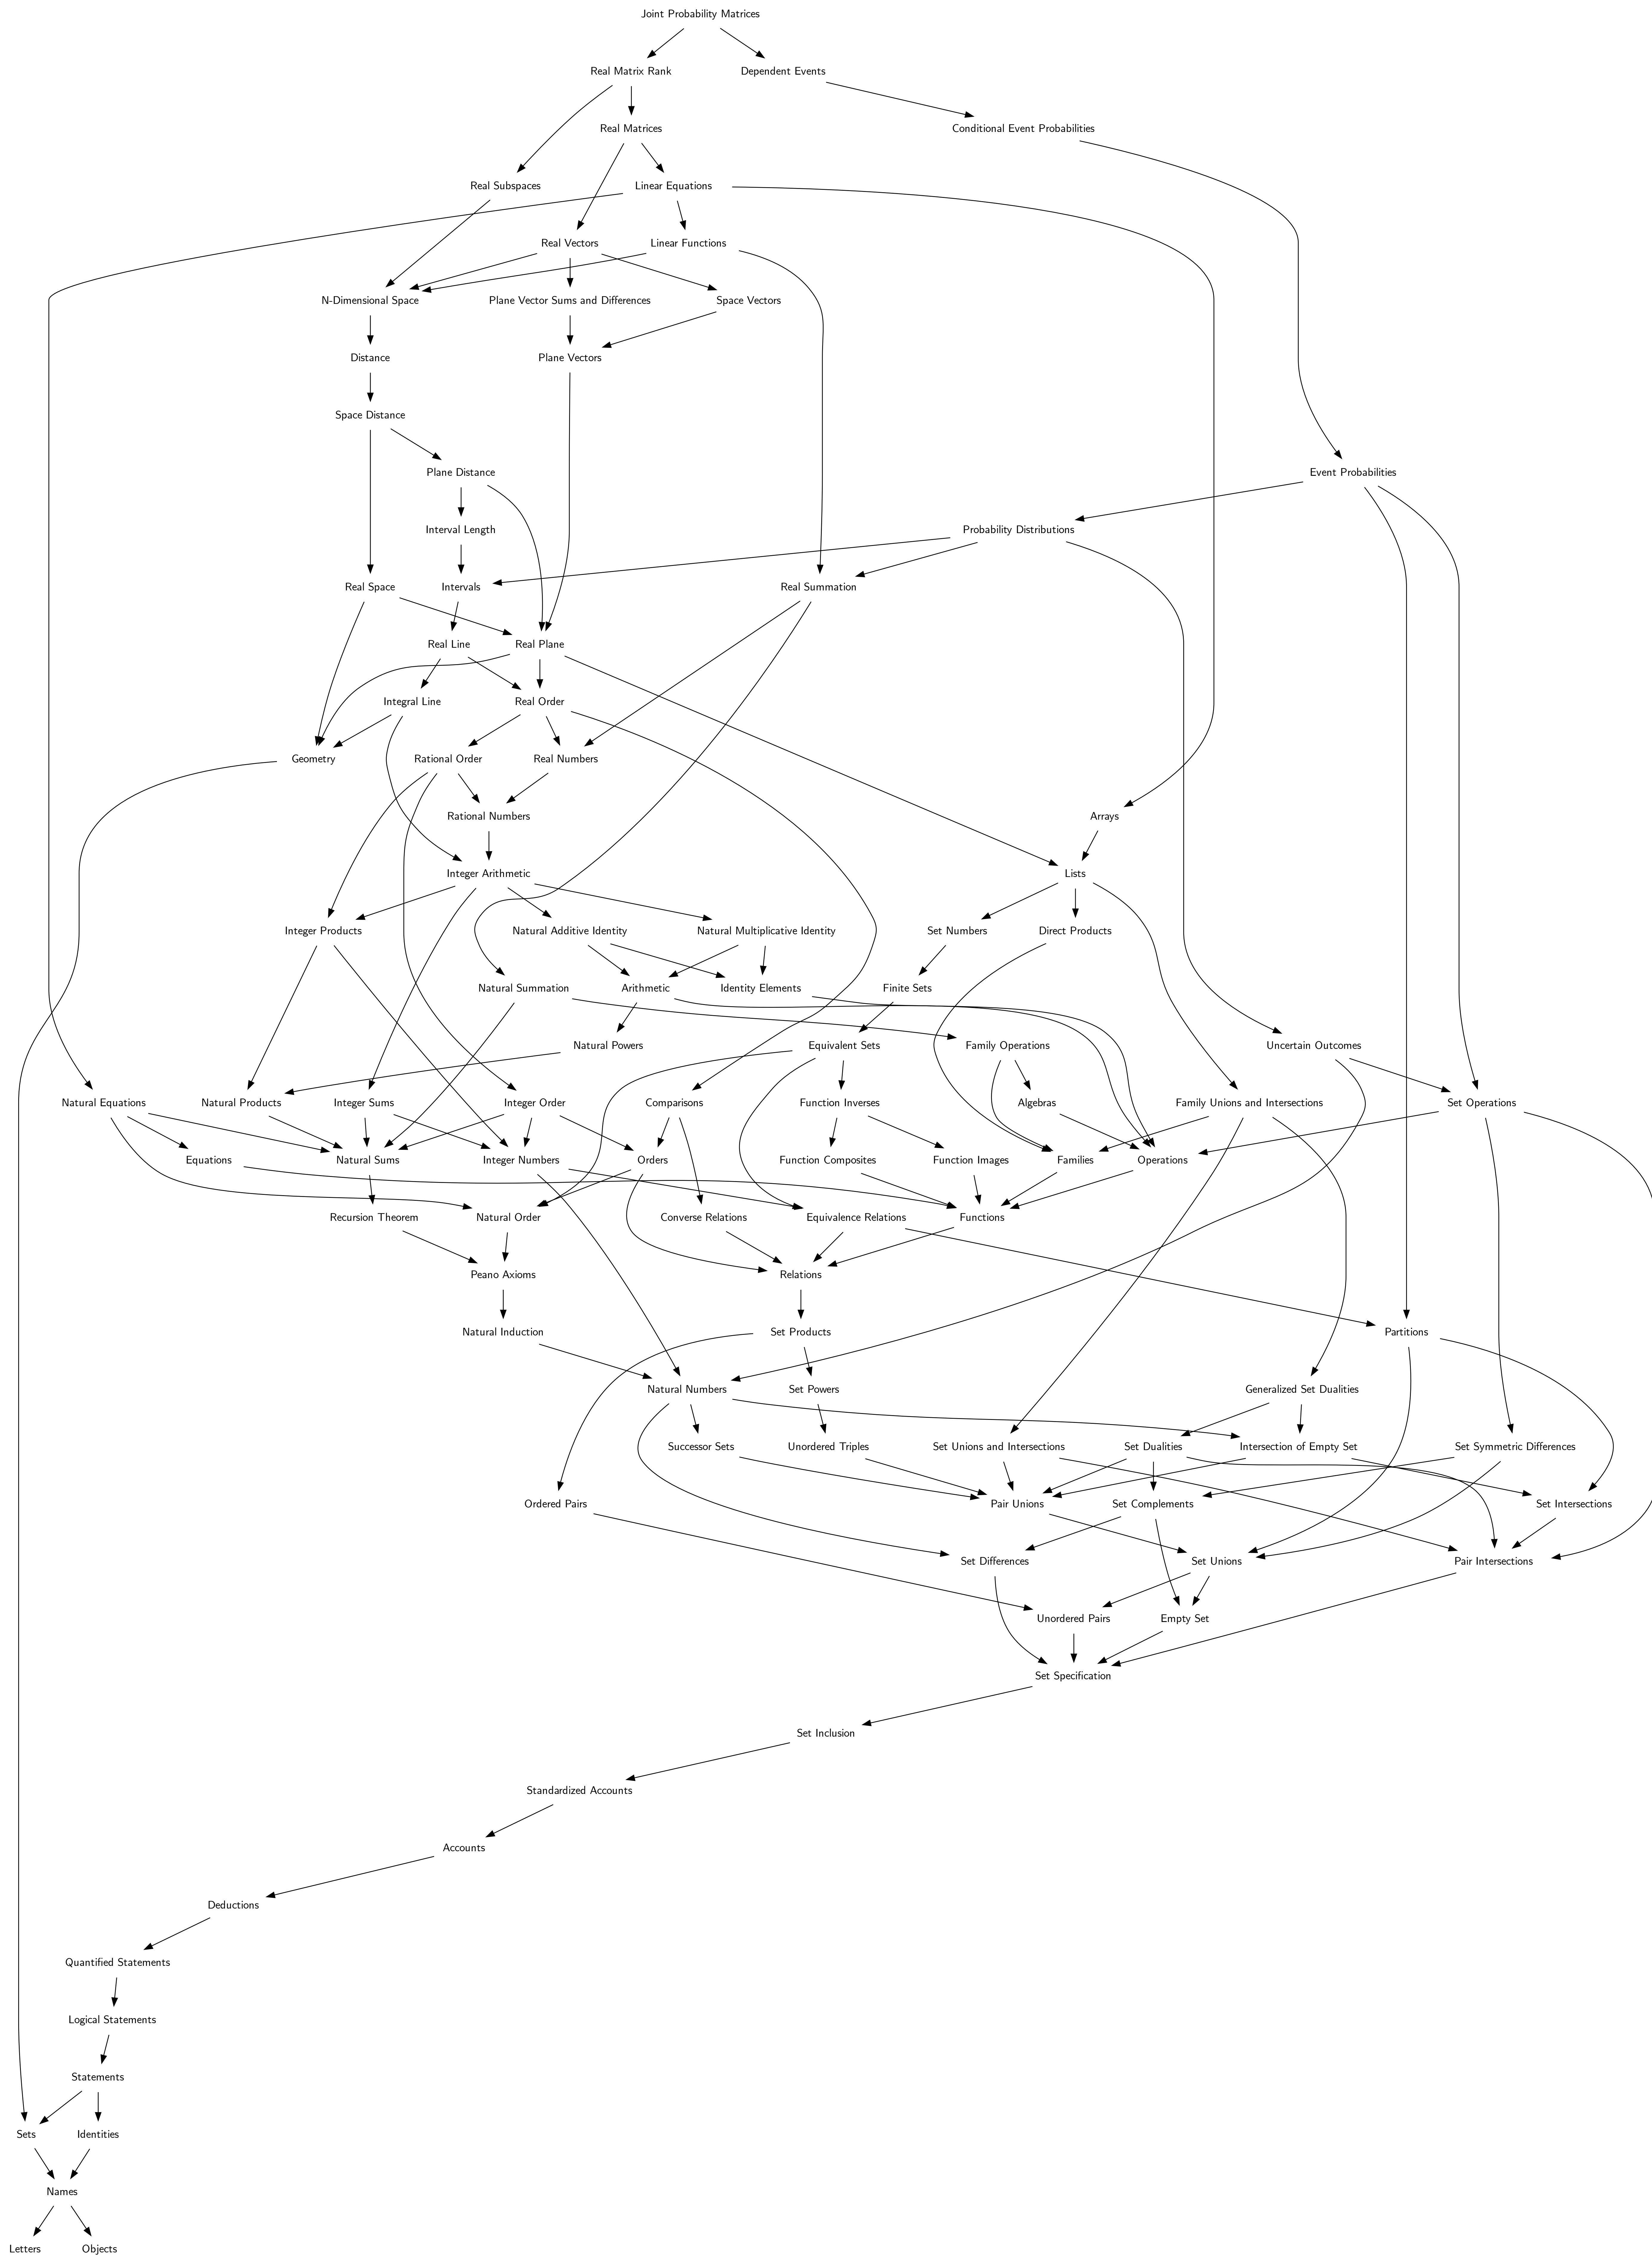 Joint Probability Matrices
Real Matrix Rank
Dependent Events
Real Matrices
Conditional Event Probabilities
Real Subspaces
Linear Equations
Real Vectors
Linear Functions
N-Dimensional Space
Plane Vector Sums and Differences
Space Vectors
Distance
Plane Vectors
Space Distance
Plane Distance
Event Probabilities
Interval Length
Probability Distributions
Real Space
Intervals
Real Summation
Real Line
Real Plane
Integral Line
Real Order
Geometry
Rational Order
Real Numbers
Rational Numbers
Arrays
Integer Arithmetic
Lists
Integer Products
Natural Additive Identity
Natural Multiplicative Identity
Set Numbers
Direct Products
Natural Summation
Arithmetic
Identity Elements
Finite Sets
Natural Powers
Equivalent Sets
Family Operations
Uncertain Outcomes
Natural Equations
Natural Products
Integer Sums
Integer Order
Comparisons
Function Inverses
Algebras
Family Unions and Intersections
Set Operations
Equations
Natural Sums
Integer Numbers
Orders
Function Composites
Function Images
Families
Operations
Recursion Theorem
Natural Order
Converse Relations
Equivalence Relations
Functions
Peano Axioms
Relations
Natural Induction
Set Products
Partitions
Natural Numbers
Set Powers
Generalized Set Dualities
Successor Sets
Unordered Triples
Set Unions and Intersections
Set Dualities
Intersection of Empty Set
Set Symmetric Differences
Ordered Pairs
Pair Unions
Set Complements
Set Intersections
Set Differences
Set Unions
Pair Intersections
Unordered Pairs
Empty Set
Set Specification
Set Inclusion
Standardized Accounts
Accounts
Deductions
Quantified Statements
Logical Statements
Statements
Sets
Identities
Names
Letters
Objects